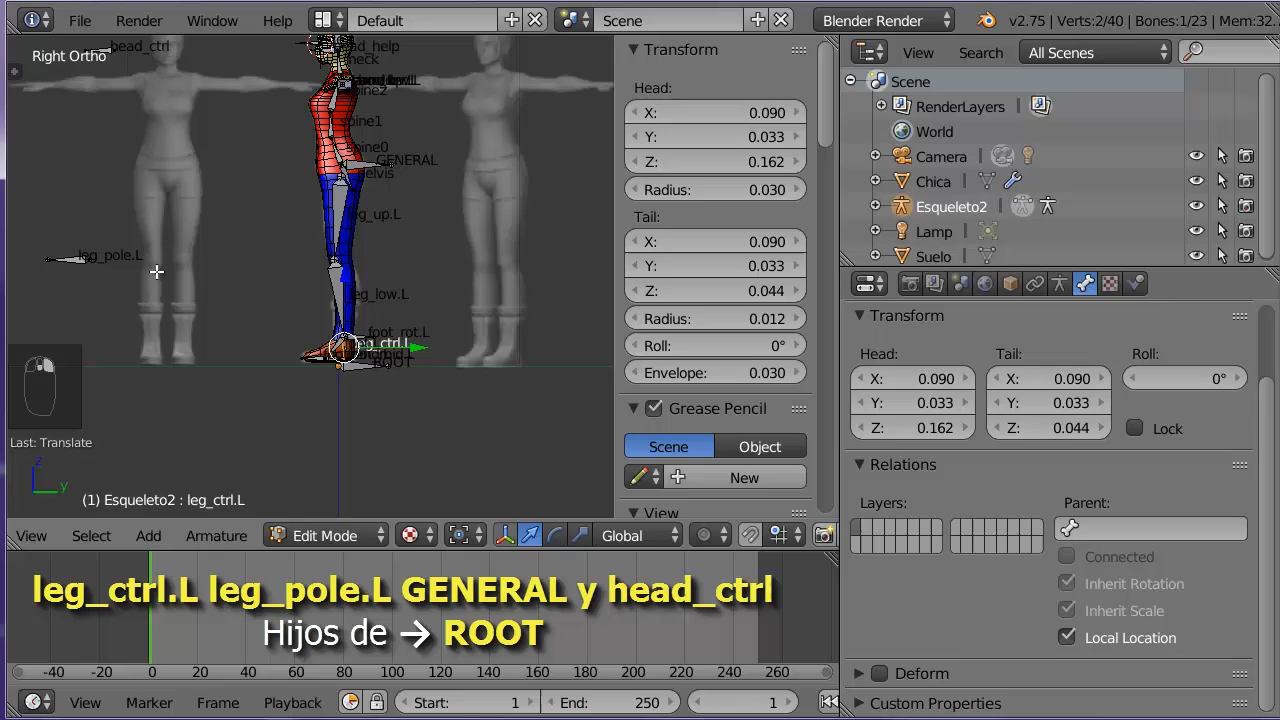 File Render Window Help Default Scene Blender Render v2.75 | Verts:2/40 | Bones:1/23 | Mem:32.
Right Ortho
head_ctrl
neck
spine2
spine1
spine0
GENERAL
leg_up.L
leg_pole.L
leg_low.L
foot_rot.L
leg_ctrl.L
ROOT
Last: Translate
z
y
(1) Esqueleto2 : leg_ctrl.L
Transform
Head:
X: 0.090
Y: 0.033
Z: 0.162
Radius: 0.030
Tail:
X: 0.090
Y: 0.033
Z: 0.044
Radius: 0.012
Roll: 0°
Envelope: 0.030
Grease Pencil
Scene Object
New
View
View Search All Scenes
Scene
RenderLayers
World
Camera
Chica
Esqueleto2
Lamp
Suelo
Transform
Head: Tail: Roll:
X: 0.090 X: 0.090 0°
Y: 0.033 Y: 0.033
Z: 0.162 Z: 0.044 Lock
Relations
Layers: Parent:
Connected
Inherit Rotation
Inherit Scale
Local Location
Deform
Custom Properties
View Select Add Armature Edit Mode Global
leg_ctrl.L leg_pole.L GENERAL y head_ctrl
Hijos de → ROOT
-40 -20 0 20 40 60 80 100 120 140 160 180 200 220 240 260
View Marker Frame Playback Start: 1 End: 250 1